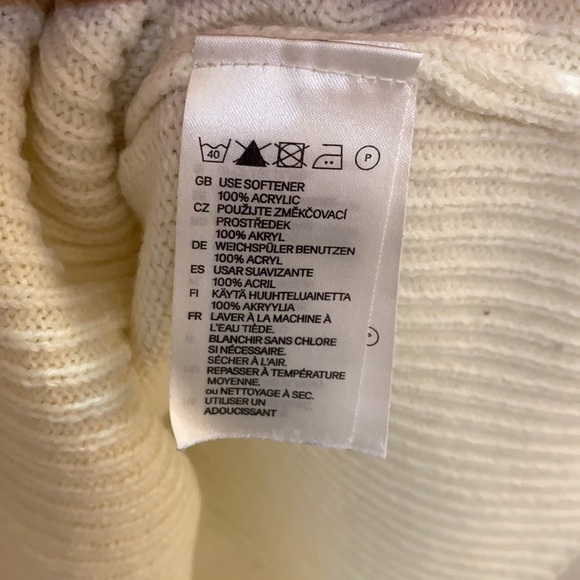 40 P
GB USE SOFTENER
100% ACRYLIC
CZ POUŽIJTE ZMĚKČOVACÍ
PROSTŘEDEK
100% AKRYL
DE WEICHSPÜLER BENUTZEN
100% ACRYL
ES USAR SUAVIZANTE
100% ACRIL
FI KÄYTÄ HUUHTELUAINETTA
100% AKRYYLIA
FR LAVER À LA MACHINE À
L'EAU TIÈDE.
BLANCHIR SANS CHLORE
SI NÉCESSAIRE.
SÉCHER À L'AIR.
REPASSER À TEMPÉRATURE
MOYENNE.
ou NETTOYAGE À SEC.
UTILISER UN
ADOUCISSANT